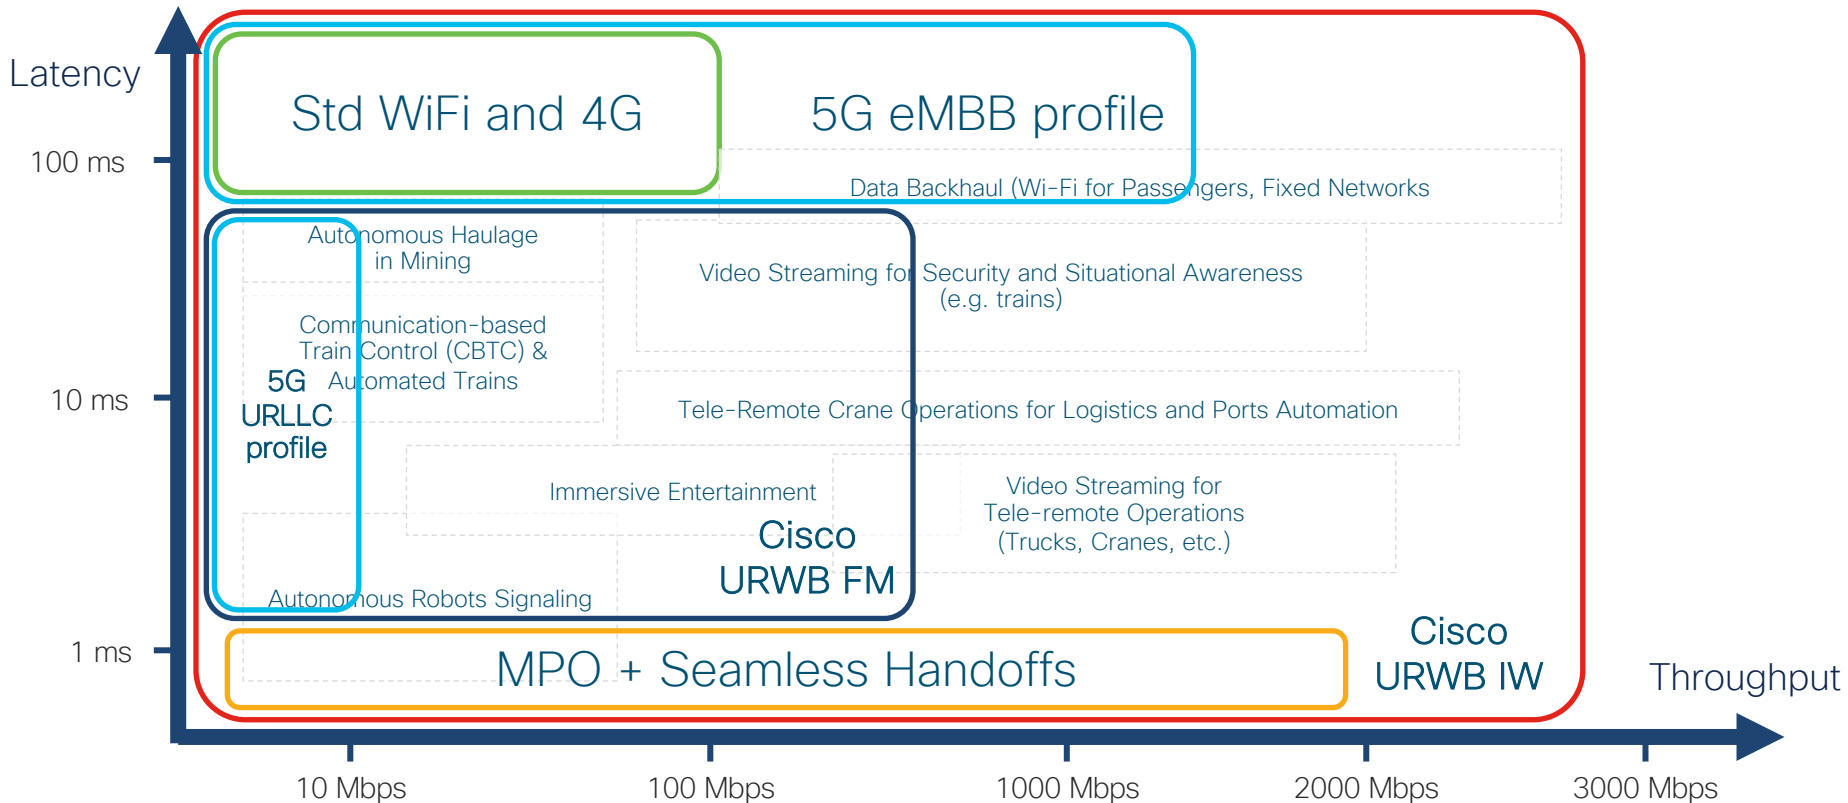 Latency
Std WiFi and 4G
5G eMBB profile
100 ms
Data Backhaul (Wi-Fi for Passengers, Fixed Networks
Autonomous Haulage
in Mining
Video Streaming for Security and Situational Awareness
(e.g. trains)
Communication-based
Train Control (CBTC) &
Automated Trains
5G
URLLC
profile
10 ms
Tele-Remote Crane Operations for Logistics and Ports Automation
Immersive Entertainment
Video Streaming for
Tele-remote Operations
(Trucks, Cranes, etc.)
Cisco
URWB FM
Autonomous Robots Signaling
1 ms
MPO + Seamless Handoffs
Cisco
URWB IW
Throughput
10 Mbps
100 Mbps
1000 Mbps
2000 Mbps
3000 Mbps